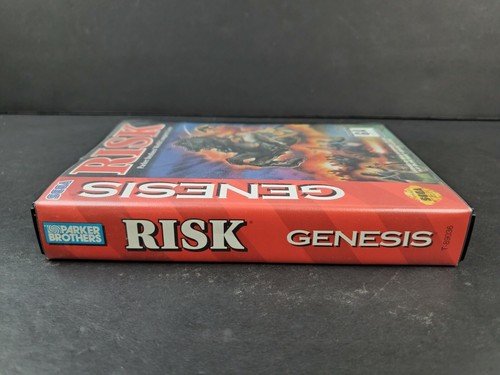 PARKER
BROTHERS
RISK
GENESIS
RISK
GENESIS
SEGA